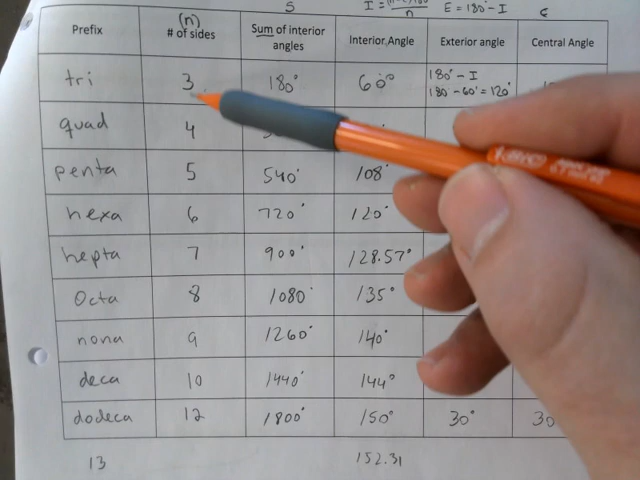 S
E = 180° - I
Prefix
(n)
# of sides
Sum of interior
angles
Interior Angle
Exterior angle
Central Angle
tri
3
180°
60°
180° - I
180° - 60° = 120°
quad
4
penta
5
540°
108°
hexa
6
720°
120°
hepta
7
900°
128.57°
Octa
8
1080°
135°
nona
9
1260°
140°
deca
10
1440°
144°
dodeca
12
1800°
150°
30°
30
13
152.31